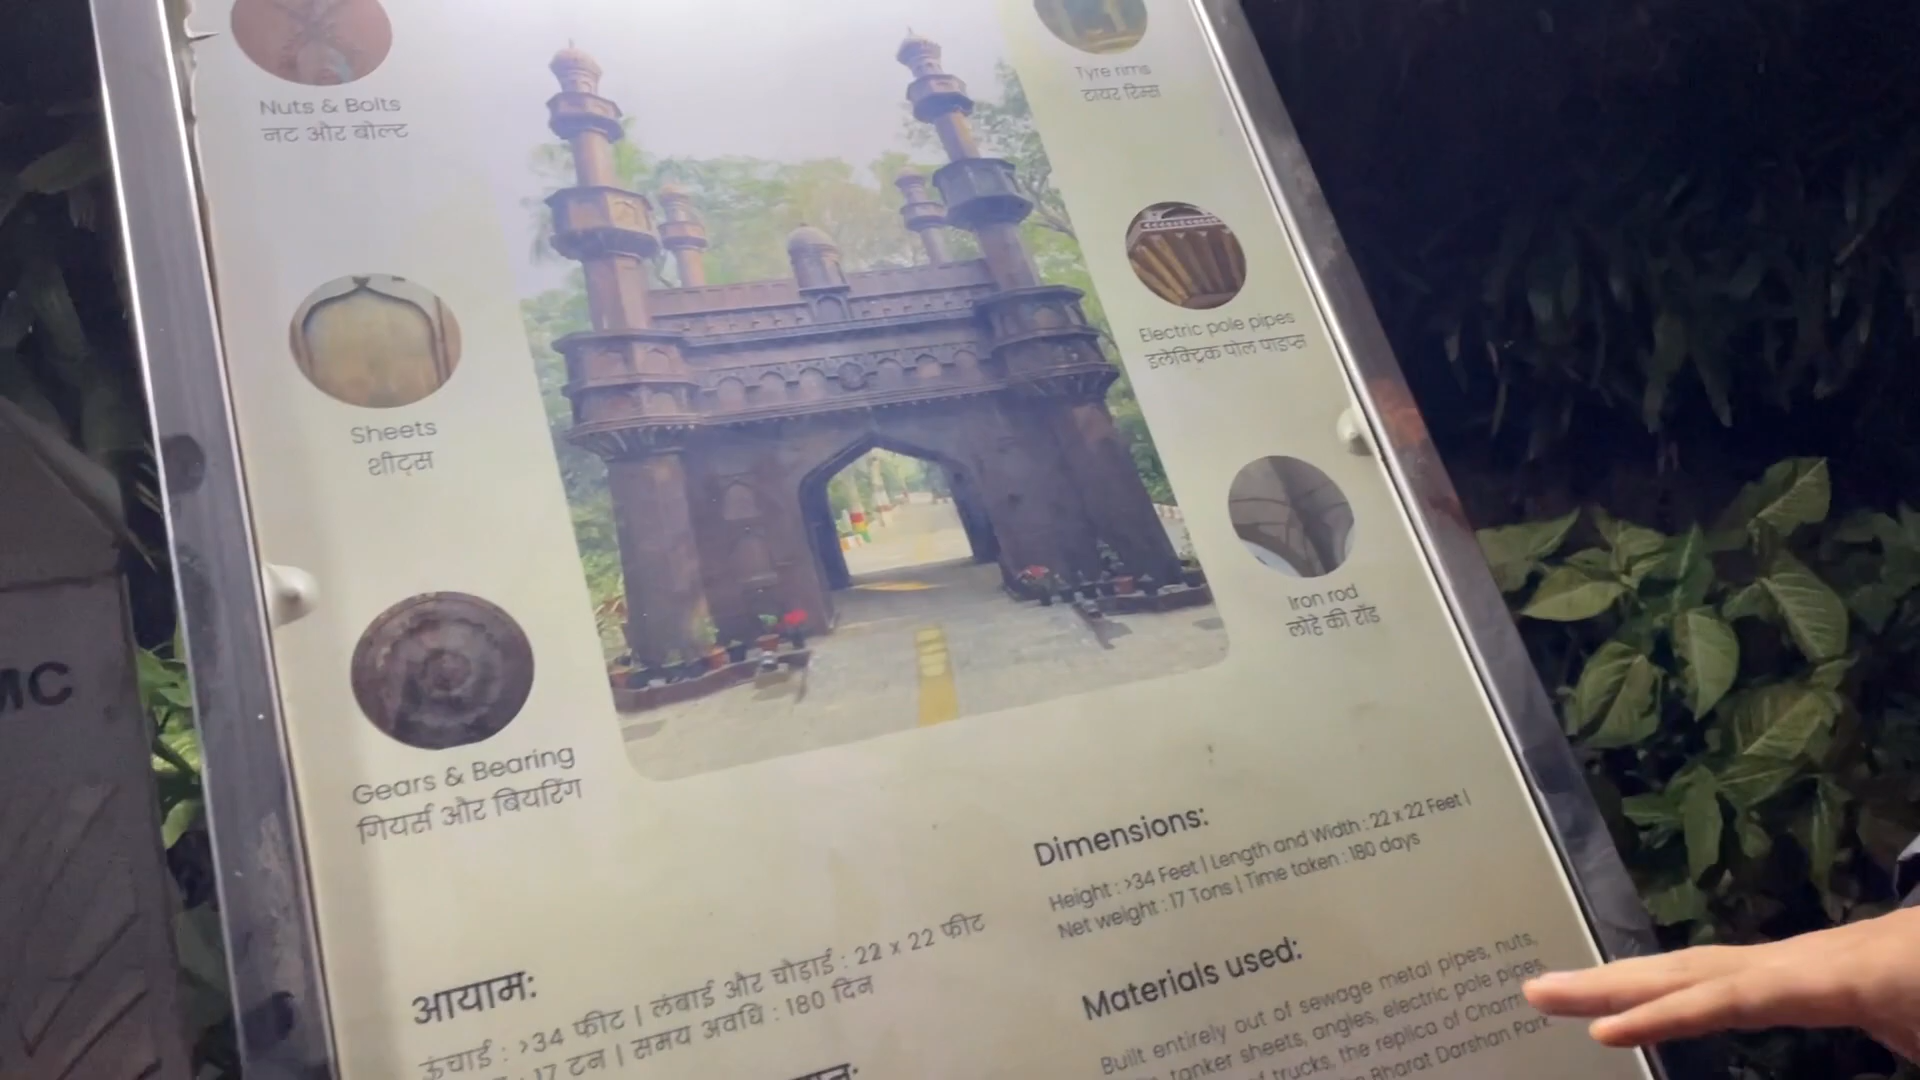 Nuts & Bolts
नट और बोल्ट
Tyre rims
टायर रिम्स
Sheets
शीट्स
Electric pole pipes
इलेक्ट्रिक पोल पाइप्स
Iron rod
लोहे की रॉड
Gears & Bearing
गियर्स और बियरिंग
MC
Dimensions:
Height : >34 Feet | Length and Width : 22 x 22 Feet |
Net weight : 17 Tons | Time taken : 180 days
आयाम:
ऊंचाई : >34 फीट | लंबाई और चौड़ाई : 22 x 22 फीट
: 17 टन | समय अवधि : 180 दिन
Materials used:
Built entirely out of sewage metal pipes, nuts,
tanker sheets, angles, electric pole pipes,
of trucks, the replica of
Bharat Darshan Park